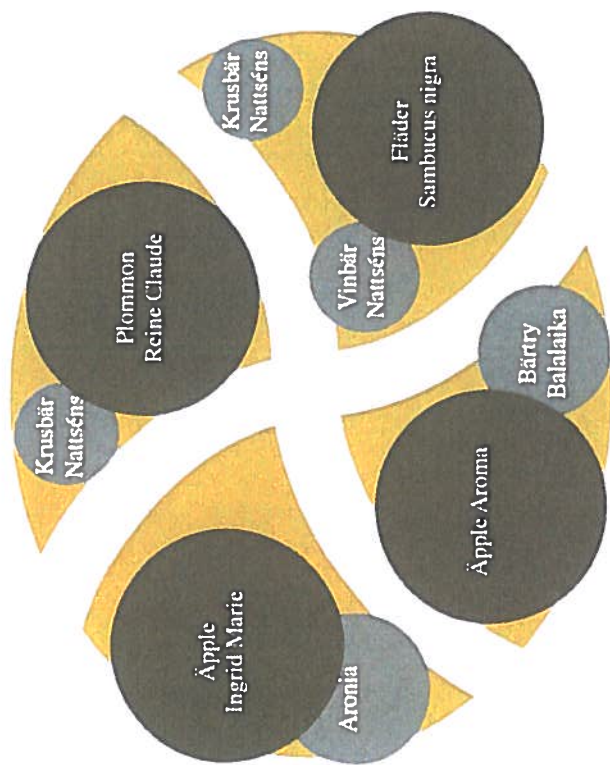 Krusbär
Nattséns
Plommon
Reine Claude
Äpple
Ingrid Marie
Krusbär
Nattséns
Aronia
Vinbär
Nattséns
Fläder
Sambucus nigra
Äpple Aroma
Bärtry
Balalaika